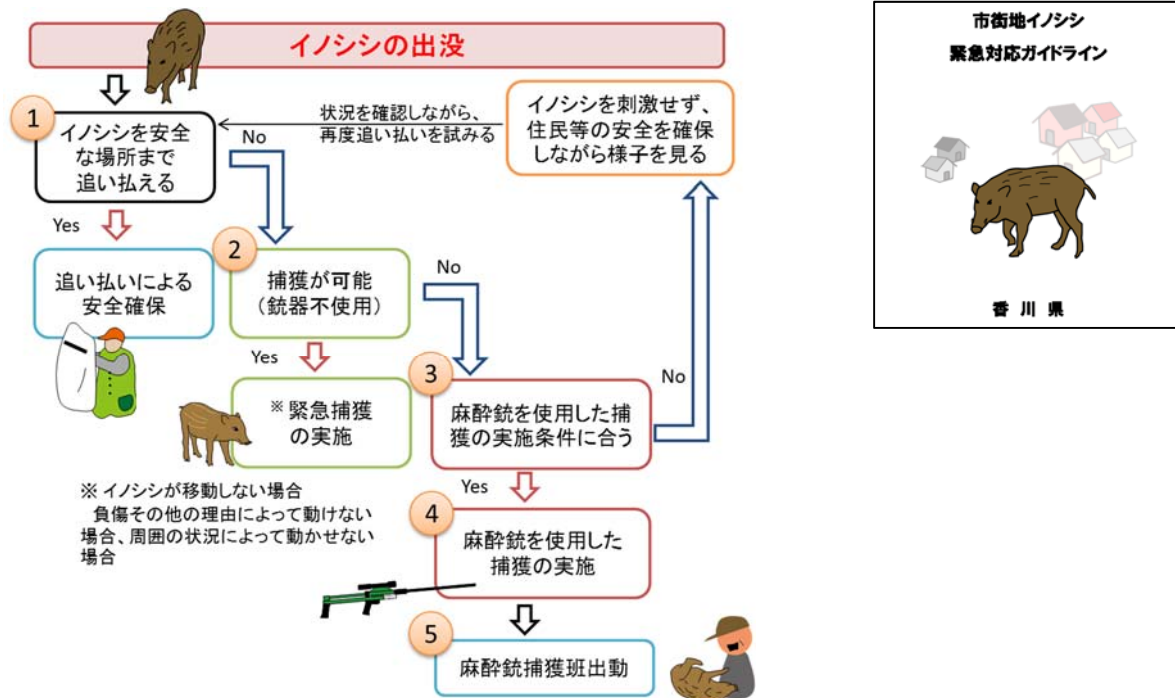 イノシシの出没
1
イノシシを安全
な場所まで
追い払える
No
状況を確認しながら、
再度追い払いを試みる
イノシシを刺激せず、
住民等の安全を確保
しながら様子を見る
Yes
追い払いによる
安全確保
2
捕獲が可能
（銃器不使用）
No
Yes
※緊急捕獲
の実施
3
麻酔銃を使用した捕
獲の実施条件に合う
No
※ イノシシが移動しない場合
負傷その他の理由によって動けない
場合、周囲の状況によって動かせない
場合
Yes
4
麻酔銃を使用した
捕獲の実施
5
麻酔銃捕獲班出動
市街地イノシシ
緊急対応ガイドライン
香川県